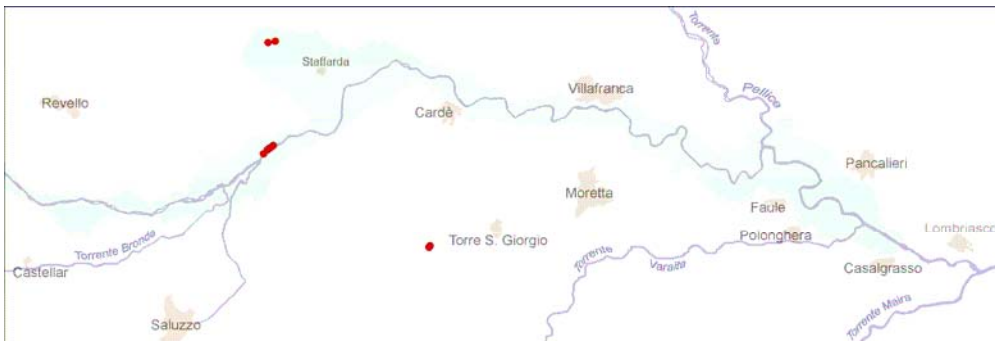 Torrente
Staffarda
Pellice
Villafranca
Revello
Cardè
Pancalieri
Moretta
Faule
Lombriasco
Polonghera
Torre S. Giorgio
Torrente Bronda
Torrente
Varaita
Castellar
Casalgrasso
Torrente Maira
Saluzzo